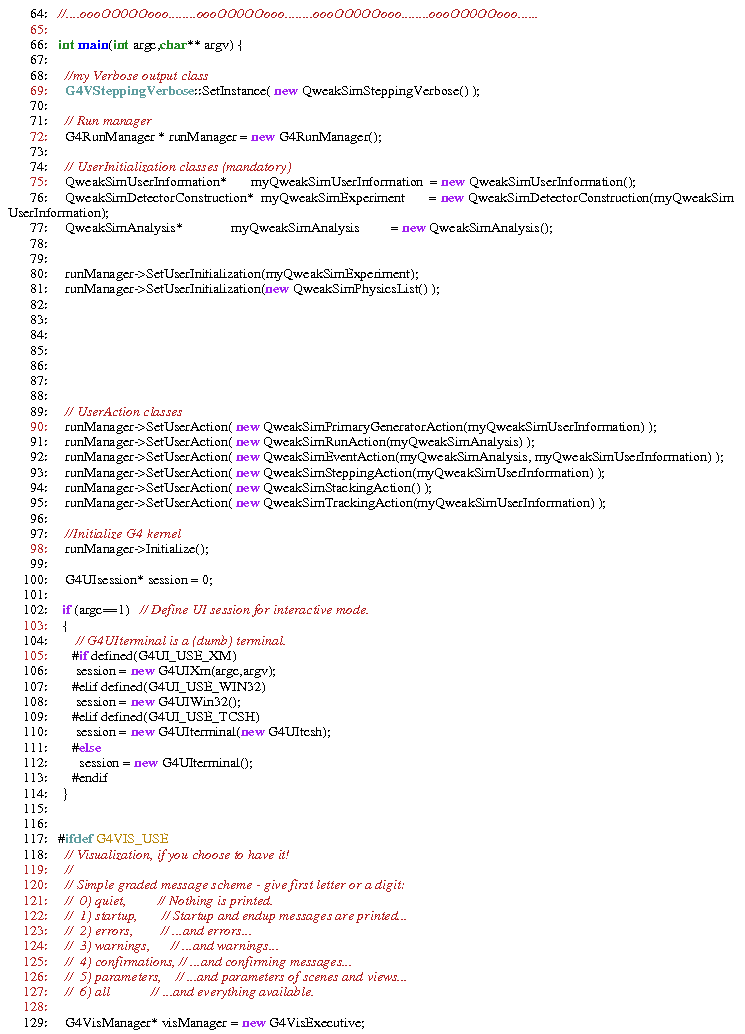 64: //....oooOO0OOooo........oooOO0OOooo........oooOO0OOooo........oooOO0OOooo......
65:
66: int main(int argc,char** argv) {
67:
68: //my Verbose output class
69: G4VSteppingVerbose::SetInstance( new QweakSimSteppingVerbose() );
70:
71: // Run manager
72: G4RunManager * runManager = new G4RunManager();
73:
74: // UserInitialization classes (mandatory)
75: QweakSimUserInformation* myQweakSimUserInformation = new QweakSimUserInformation();
76: QweakSimDetectorConstruction* myQweakSimExperiment = new QweakSimDetectorConstruction(myQweakSim
UserInformation);
77: QweakSimAnalysis* myQweakSimAnalysis = new QweakSimAnalysis();
78:
79:
80: runManager->SetUserInitialization(myQweakSimExperiment);
81: runManager->SetUserInitialization(new QweakSimPhysicsList() );
82:
83:
84:
85:
86:
87:
88:
89: // UserAction classes
90: runManager->SetUserAction( new QweakSimPrimaryGeneratorAction(myQweakSimUserInformation) );
91: runManager->SetUserAction( new QweakSimRunAction(myQweakSimAnalysis) );
92: runManager->SetUserAction( new QweakSimEventAction(myQweakSimAnalysis, myQweakSimUserInformation) );
93: runManager->SetUserAction( new QweakSimSteppingAction(myQweakSimUserInformation) );
94: runManager->SetUserAction( new QweakSimStackingAction() );
95: runManager->SetUserAction( new QweakSimTrackingAction(myQweakSimUserInformation) );
96:
97: //Initialize G4 kernel
98: runManager->Initialize();
99:
100: G4UIsession* session = 0;
101:
102: if (argc==1) // Define UI session for interactive mode.
103: {
104: // G4UIterminal is a (dumb) terminal.
105: #if defined(G4UI_USE_XM)
106: session = new G4UIXm(argc,argv);
107: #elif defined(G4UI_USE_WIN32)
108: session = new G4UIWin32();
109: #elif defined(G4UI_USE_TCSH)
110: session = new G4UIterminal(new G4UItcsh);
111: #else
112: session = new G4UIterminal();
113: #endif
114: }
115:
116:
117: #ifdef G4VIS_USE
118: // Visualization, if you choose to have it!
119: //
120: // Simple graded message scheme - give first letter or a digit:
121: // 0) quiet, // Nothing is printed.
122: // 1) startup, // Startup and endup messages are printed...
123: // 2) errors, // ...and errors...
124: // 3) warnings, // ...and warnings...
125: // 4) confirmations, // ...and confirming messages...
126: // 5) parameters, // ...and parameters of scenes and views...
127: // 6) all // ...and everything available.
128:
129: G4VisManager* visManager = new G4VisExecutive;